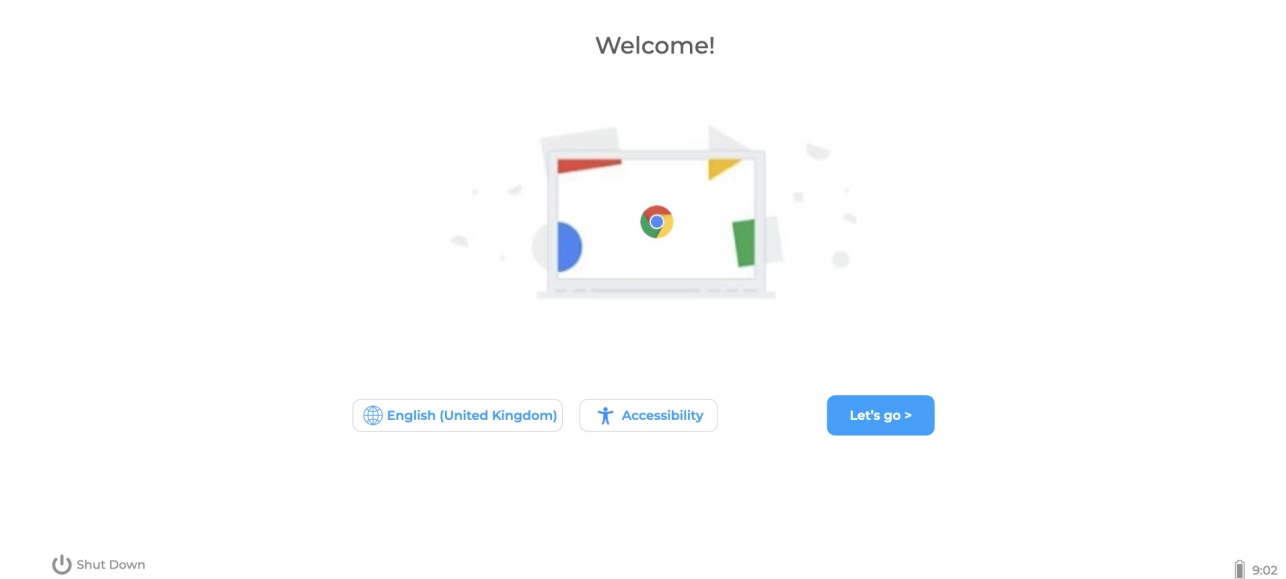 Welcome!
English (United Kingdom)
Accessibility
Let's go >
Shut Down
9:02